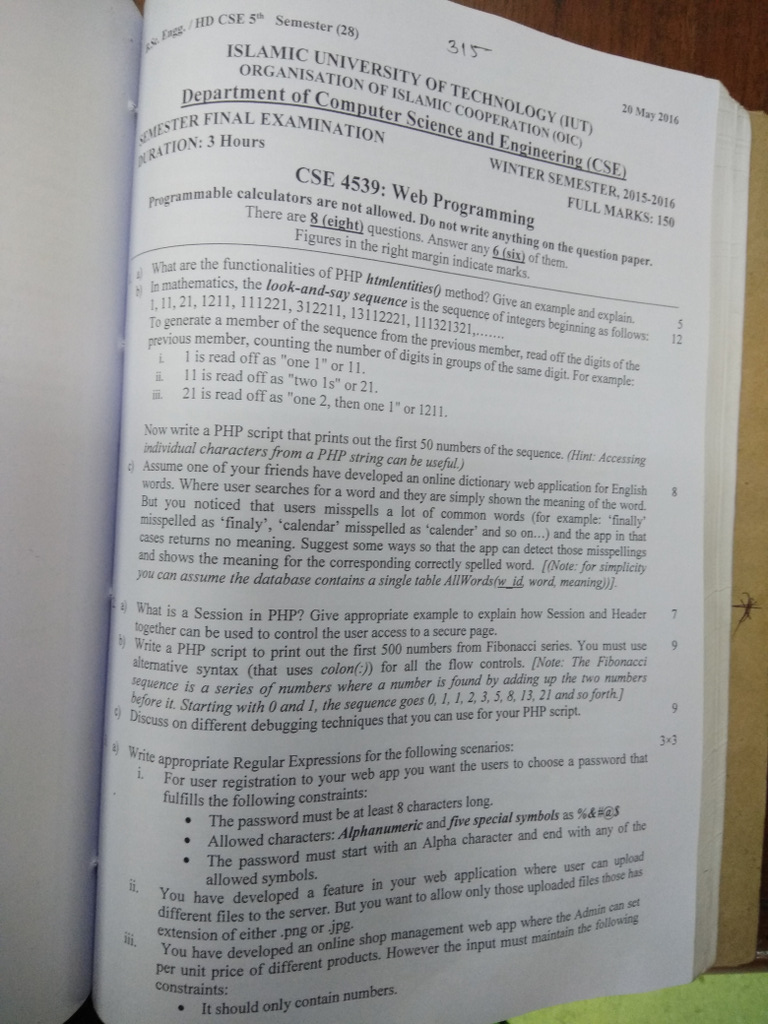 B.Sc. Engg. / HD CSE 5th Semester (28)
315
20 May 2016
ISLAMIC UNIVERSITY OF TECHNOLOGY (IUT)
ORGANISATION OF ISLAMIC COOPERATION (OIC)
Department of Computer Science and Engineering (CSE)
SEMESTER FINAL EXAMINATION
WINTER SEMESTER, 2015-2016
DURATION: 3 Hours
FULL MARKS: 150
CSE 4539: Web Programming
Programmable calculators are not allowed. Do not write anything on the question paper.
There are 8 (eight) questions. Answer any 6 (six) of them.
Figures in the right margin indicate marks.
a) What are the functionalities of PHP htmlentities() method? Give an example and explain. 5
b) In mathematics, the look-and-say sequence is the sequence of integers beginning as follows: 12
1, 11, 21, 1211, 111221, 312211, 13112221, 111321321,.......
To generate a member of the sequence from the previous member, read off the digits of the
previous member, counting the number of digits in groups of the same digit. For example:
i. 1 is read off as "one 1" or 11.
ii. 11 is read off as "two 1s" or 21.
iii. 21 is read off as "one 2, then one 1" or 1211.
Now write a PHP script that prints out the first 50 numbers of the sequence. (Hint: Accessing
individual characters from a PHP string can be useful.)
c) Assume one of your friends have developed an online dictionary web application for English 8
words. Where user searches for a word and they are simply shown the meaning of the word.
But you noticed that users misspells a lot of common words (for example: 'finally'
misspelled as 'finaly', 'calendar' misspelled as 'calender' and so on...) and the app in that
cases returns no meaning. Suggest some ways so that the app can detect those misspellings
and shows the meaning for the corresponding correctly spelled word. [(Note: for simplicity
you can assume the database contains a single table AllWords(w_id, word, meaning))].
a) What is a Session in PHP? Give appropriate example to explain how Session and Header 7
together can be used to control the user access to a secure page.
b) Write a PHP script to print out the first 500 numbers from Fibonacci series. You must use 9
alternative syntax (that uses colon(:)) for all the flow controls. [Note: The Fibonacci
sequence is a series of numbers where a number is found by adding up the two numbers
before it. Starting with 0 and 1, the sequence goes 0, 1, 1, 2, 3, 5, 8, 13, 21 and so forth.]
c) Discuss on different debugging techniques that you can use for your PHP script. 9
a) Write appropriate Regular Expressions for the following scenarios: 3×3
i. For user registration to your web app you want the users to choose a password that
fulfills the following constraints:
• The password must be at least 8 characters long.
• Allowed characters: Alphanumeric and five special symbols as %&#@$
• The password must start with an Alpha character and end with any of the
allowed symbols.
ii. You have developed a feature in your web application where user can upload
different files to the server. But you want to allow only those uploaded files those has
extension of either .png or .jpg.
iii. You have developed an online shop management web app where the Admin can set
per unit price of different products. However the input must maintain the following
constraints:
• It should only contain numbers.